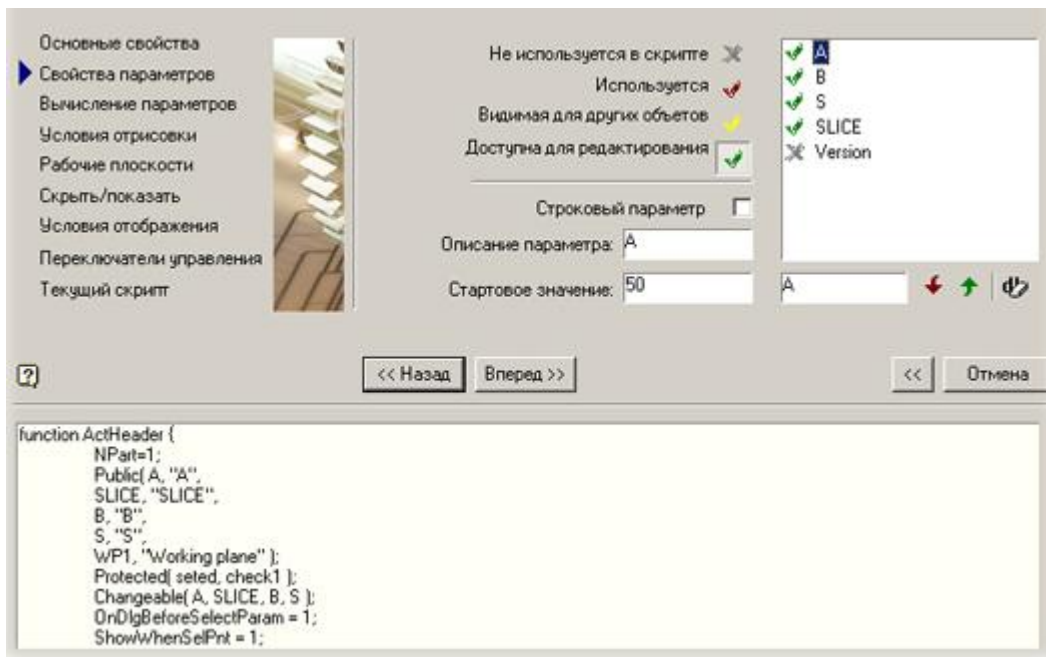 Основные свойства
Свойства параметров
Вычисление параметров
Условия отрисовки
Рабочие плоскости
Скрыть/показать
Условия отображения
Переключатели управления
Текущий скрипт
Не используется в скрипте
Используется
Видимая для других объетов
Доступна для редактирования
Строковый параметр
Описание параметра: A
Стартовое значение: 50
A
B
S
SLICE
Version
A
<< Назад
Вперед >>
<<
Отмена
function ActHeader {
NPart=1;
Public( A, "A",
SLICE, "SLICE",
B, "B",
S, "S",
WP1, "Working plane" );
Protected( seted, check1 );
Changeable( A, SLICE, B, S );
OnDlgBeforeSelectParam = 1;
ShowWhenSelPnt = 1;